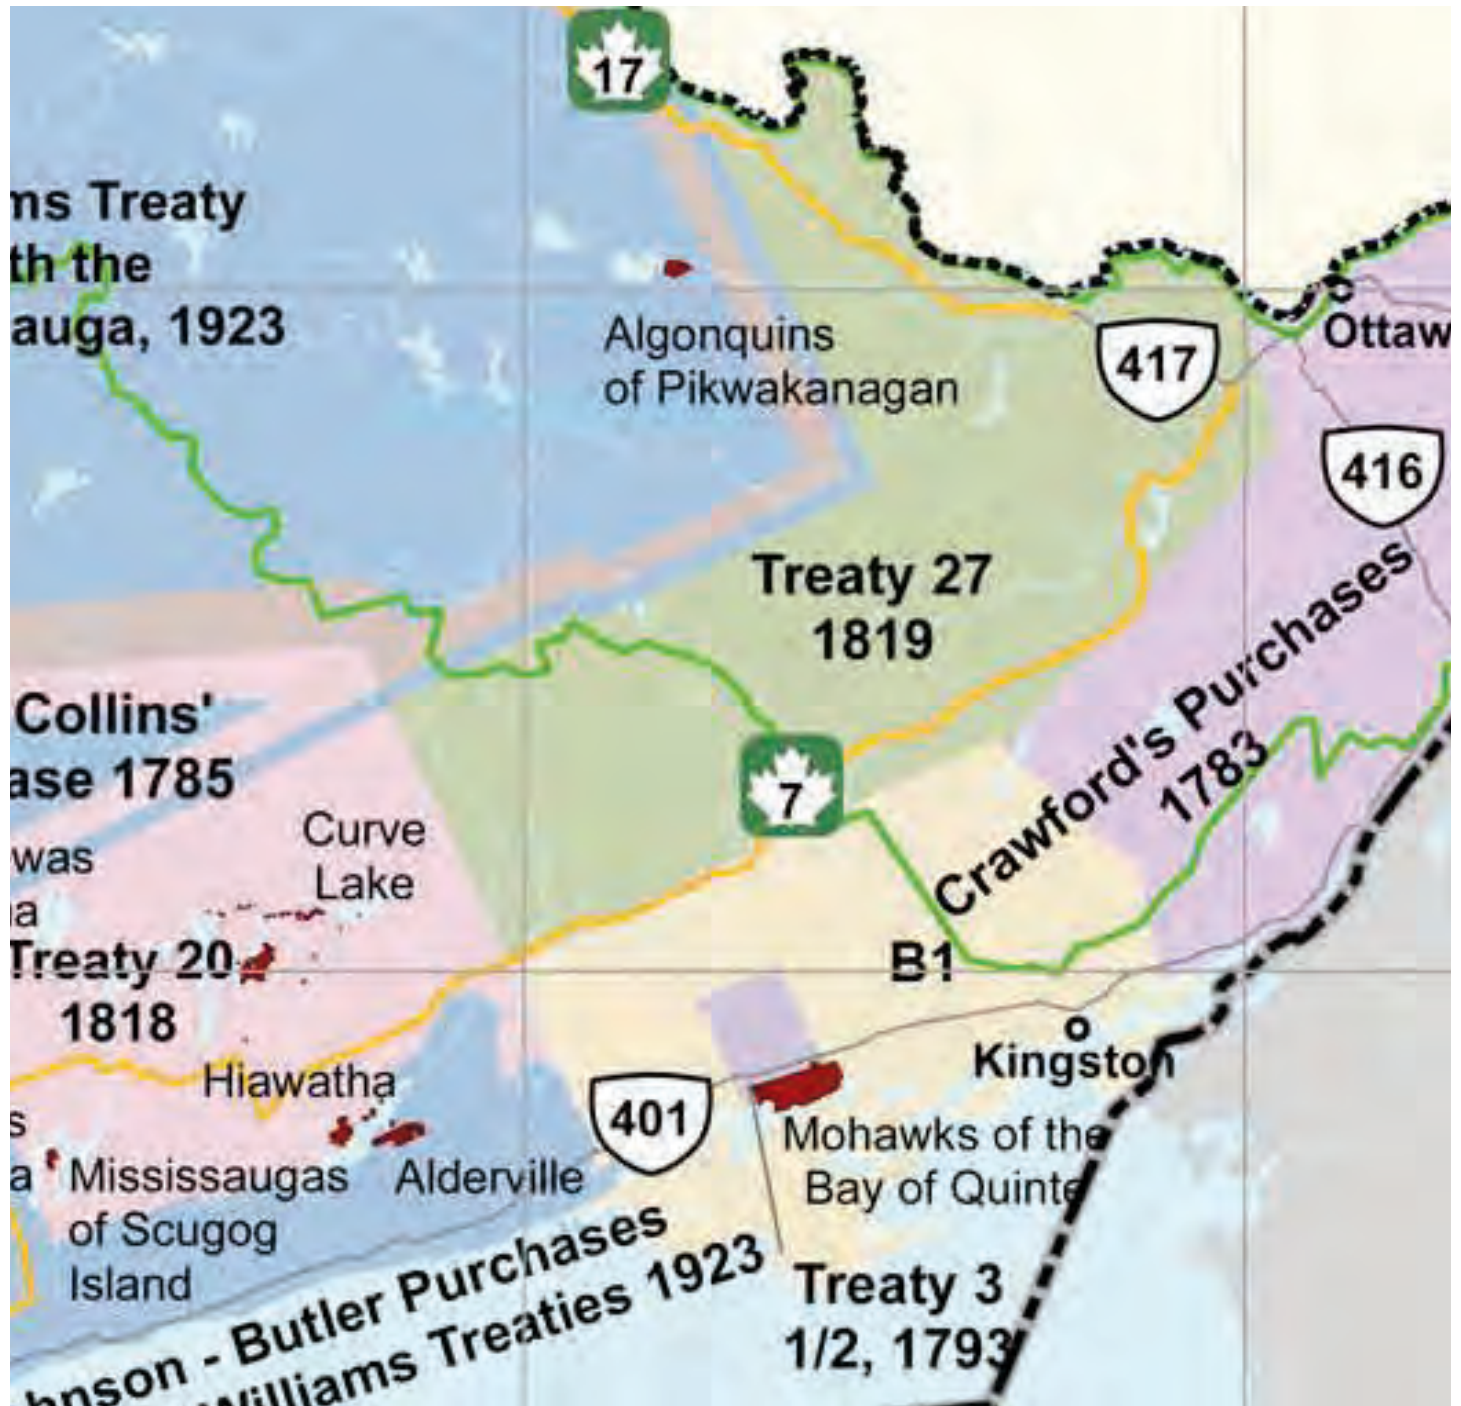 17
ms Treaty
th the
auga, 1923
Algonquins
of Pikwakanagan
417
Ottaw
416
Treaty 27
1819
Crawford's Purchases
1783
Collins'
ase 1785
7
Curve
Lake
was
a
Treaty 20
1818
B1
Kingston
Hiawatha
401
Mohawks of the
Bay of Quinte
s
a
Mississaugas
of Scugog
Island
Alderville
Treaty 3
1/2, 1793
hnson - Butler Purchases
Williams Treaties 1923